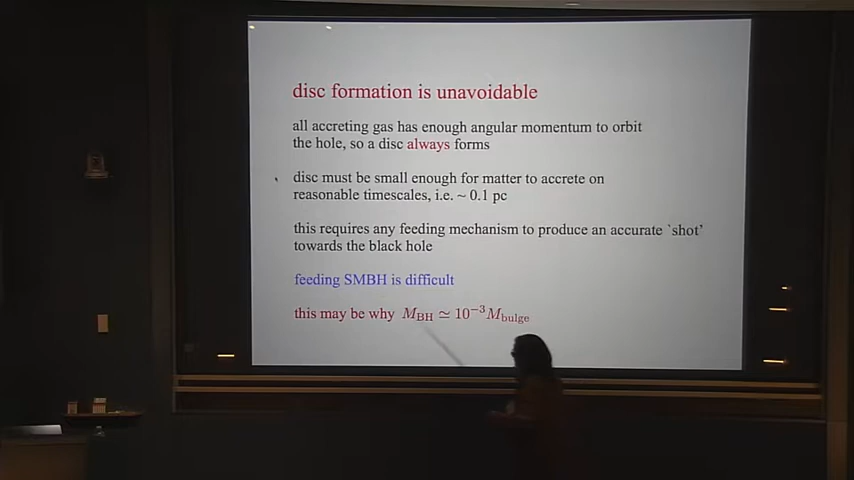 disc formation is unavoidable
all accreting gas has enough angular momentum to orbit
the hole, so a disc always forms
disc must be small enough for matter to accrete on
reasonable timescales, i.e. ~ 0.1 pc
this requires any feeding mechanism to produce an accurate `shot'
towards the black hole
feeding SMBH is difficult
this may be why M_BH ≃ 10⁻³M_bulge